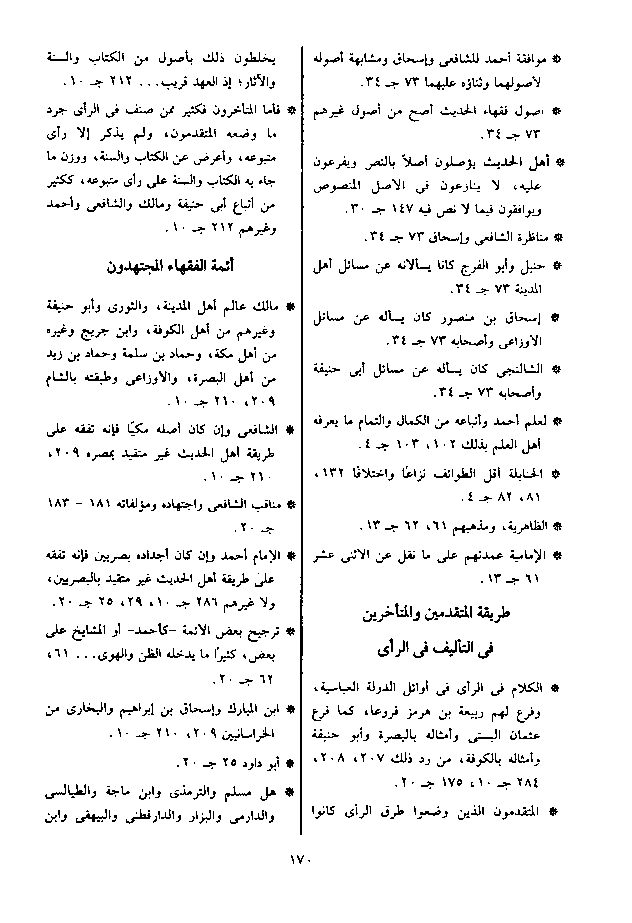 * موافقة أحمد للشافعى وإسحاق ومشابهة أصوله
لأصولهما وثناؤه عليهما ٧٣ جـ ٣٤.
* اصول فقهاء الحديث أصح من أصول غيرهم
٧٣ جـ ٣٤.
* أهل الحديث يؤصلون أصلاً بالنص ويفرعون
عليه، لا ينازعون فى الاصل المنصوص
ويوافقون فيما لا نص فيه ١٤٧ جـ ٣٠.
* مناظرة الشافعى وإسحاق ٧٣ جـ ٣٤.
* حنبل وأبو الفرج كانا يسألانه عن مسائل أهل
المدينة ٧٣ جـ ٣٤.
* إسحاق بن منصور كان يسأله عن مسائل
الاوزاعى وأصحابه ٧٣ جـ ٣٤.
* الشالنجى كان يسأله عن مسائل أبى حنيفة
وأصحابه ٧٣ جـ ٣٤.
* لعلم أحمد وأتباعه من الكمال والتمام ما يعرفه
أهل العلم بذلك ١٠٢، ١٠٣ جـ ٤.
* الحنابلة أقل الطوائف نزاعًا واختلافًا ١٣٢،
٨١، ٨٢ جـ ٤.
* الظاهرية، ومذهبهم ٦١، ٦٢ جـ ١٣.
* الإمامية عمدتهم على ما نقل عن الاثنى عشر
٦١ جـ ١٣.
طريقة المتقدمين والمتأخرين
فى التأليف فى الرأى
* الكلام فى الرأى فى أوائل الدولة العباسية،
وفرع لهم ربيعة بن هرمز فروعا، كما فرع
عثمان البستى وأمثاله بالبصرة وأبو حنيفة
وأمثاله بالكوفة، من رد ذلك ٢٠٧، ٢٠٨،
٢٨٤ جـ ١٠، ١٧٥ جـ ٢٠.
* المتقدمون الذين وضعوا طرق الرأى كانوا
يخلطون ذلك بأصول من الكتاب والسنة
والآثار؛ إذ العهد قريب... ٢١٢ جـ ١٠.
* فأما المتأخرون فكثير ممن صنف فى الرأى جرد
ما وضعه المتقدمون، ولم يذكر إلا رأى
متبوعه، وأعرض عن الكتاب والسنة، ووزن ما
جاء به الكتاب والسنة على رأى متبوعه، ككثير
من أتباع أبى حنيفة ومالك والشافعى وأحمد
وغيرهم ٢١٢ جـ ١٠.
أئمة الفقهاء المجتهدون
* مالك عالم أهل المدينة، والثورى وأبو حنيفة
وغيرهم من أهل الكوفة، وابن جريج وغيره
من أهل مكة، وحماد بن سلمة وحماد بن زيد
من أهل البصرة، والأوزاعى وطبقته بالشام
٢٠٩، ٢١٠ جـ ١٠.
* الشافعى وإن كان أصله مكيًا فإنه تفقه على
طريقة أهل الحديث غير متقيد بمصره ٢٠٩،
٢١٠ جـ ١٠.
* مناقب الشافعى واجتهاده ومؤلفاته ١٨١ - ١٨٣
جـ ٢٠.
* الإمام أحمد وإن كان أجداده بصريين فإنه تفقه
على طريقة أهل الحديث غير متقيد بالبصريين،
ولا غيرهم ٢٨٦ جـ ١٠، ٢٩، ٢٥ جـ ٢٠.
* ترجيح بعض الائمة -كأحمد- أو المشايخ على
بعض، كثيرًا ما يدخله الظن والهوى... ٦١،
٦٢ جـ ٢٠.
* ابن المبارك وإسحاق بن إبراهيم والبخارى من
الخراسانيين ٢٠٩، ٢١٠ جـ ١٠.
* أبو داود ٢٥ جـ ٢٠.
* هل مسلم والترمذى وابن ماجة والطيالسى
والدارمى والبزار والدارقطنى والبيهقى وابن
١٧٠